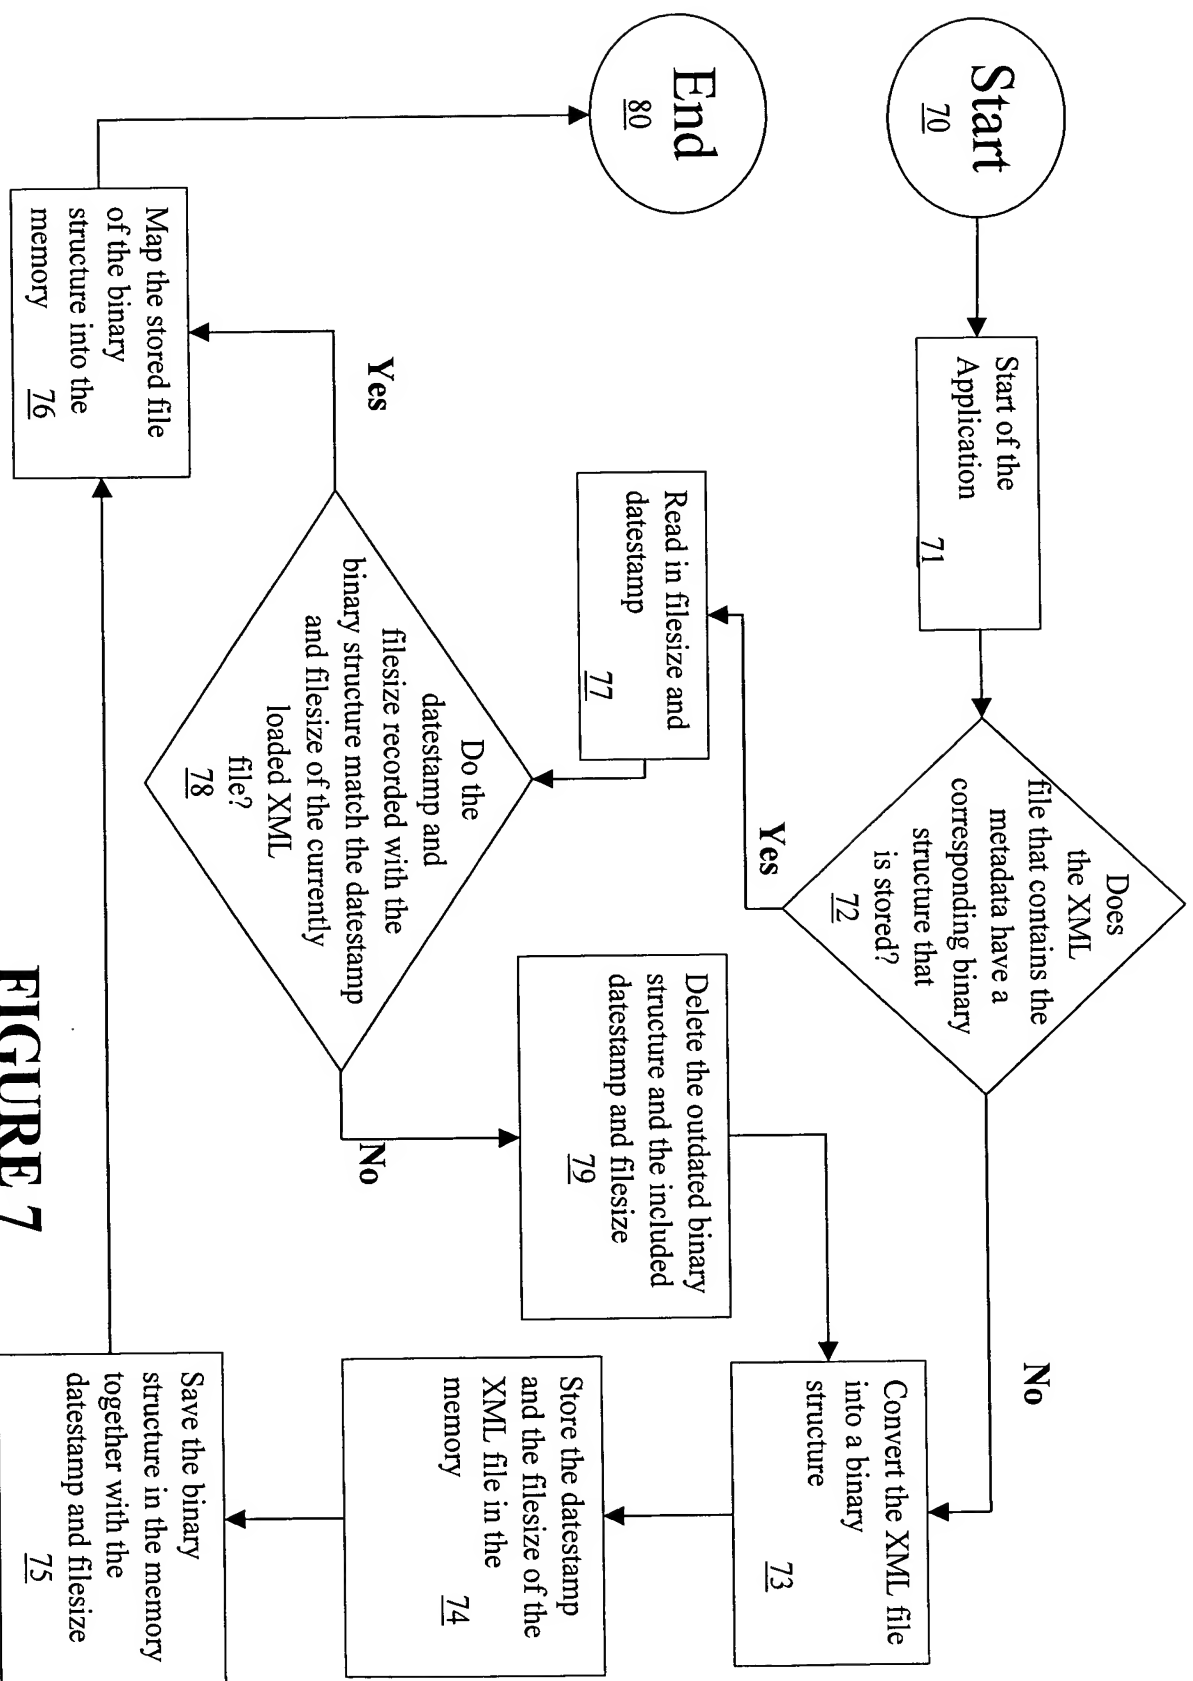 Start
70
Start of the
Application
71
Does
the XML
file that contains the
metadata have a
corresponding binary
structure that
is stored?
72
No
Yes
Convert the XML file
into a binary
structure
73
End
80
Read in filesize and
datestamp
77
Delete the outdated binary
structure and the included
datestamp and filesize
79
Store the datestamp
and the filesize of the
XML file in the
memory
74
Do the
datestamp and
filesize recorded with the
binary structure match the datestamp
and filesize of the currently
loaded XML
file?
78
Yes
No
Map the stored file
of the binary
structure into the
memory
76
Save the binary
structure in the memory
together with the
datestamp and filesize
75
FIGURE 7